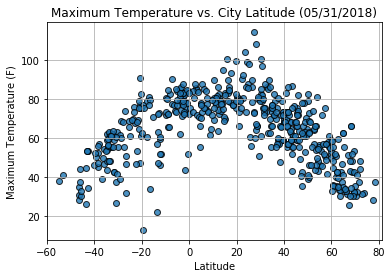 Maximum Temperature vs. City Latitude (05/31/2018)
Maximum Temperature (F)
100
80
60
40
20
−60 −40 −20 0 20 40 60 80
Latitude